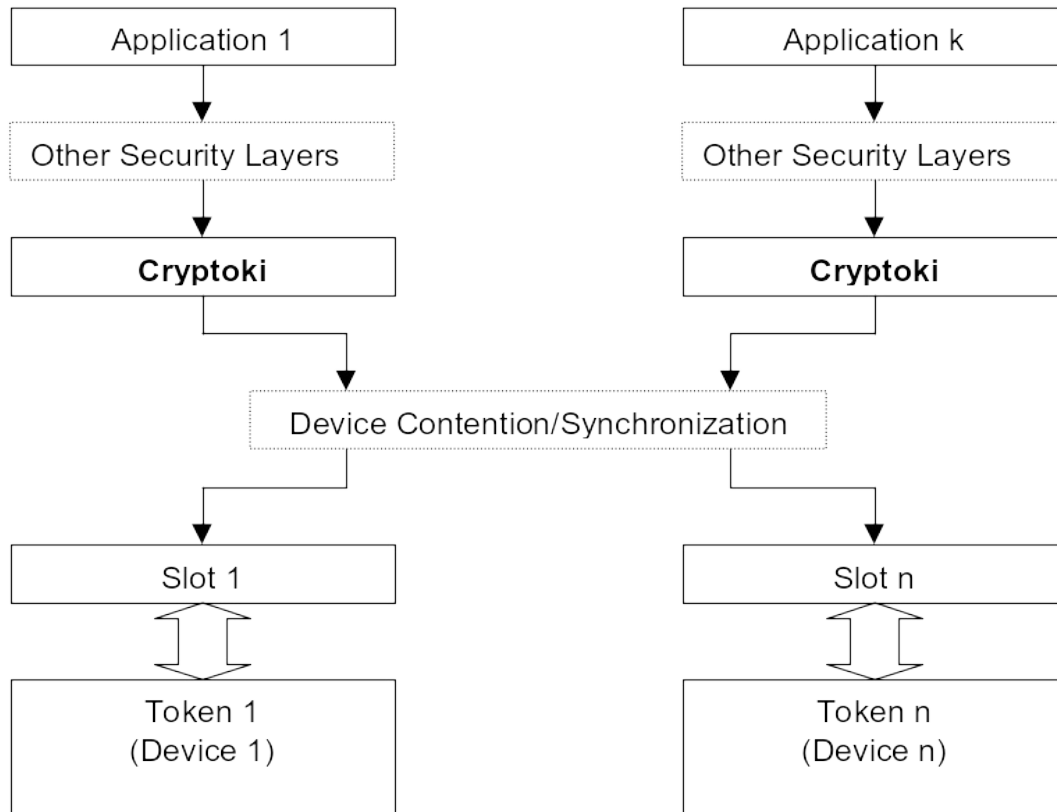 Application 1
Application k
Other Security Layers
Other Security Layers
Cryptoki
Cryptoki
Device Contention/Synchronization
Slot 1
Slot n
Token 1
(Device 1)
Token n
(Device n)